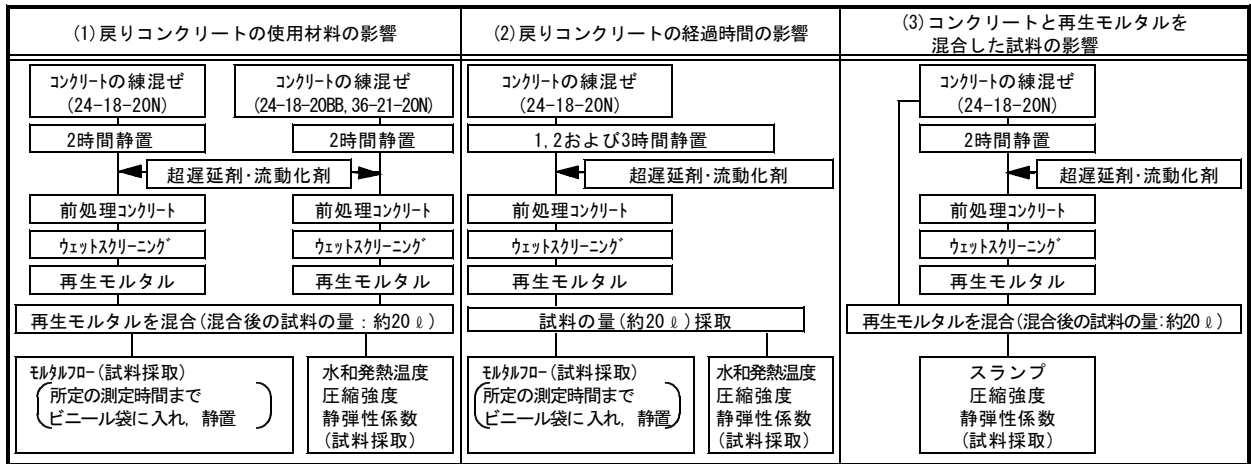 (1)戻りコンクリートの使用材料の影響
コンクリートの練混ぜ
(24-18-20N)
コンクリートの練混ぜ
(24-18-20BB,36-21-20N)
2時間静置
2時間静置
超遅延剤・流動化剤
前処理コンクリート
前処理コンクリート
ウェットスクリーニング
ウェットスクリーニング
再生モルタル
再生モルタル
再生モルタルを混合(混合後の試料の量:約20ℓ)
モルタルフロー(試料採取)
所定の測定時間まで
ビニール袋に入れ,静置
水和発熱温度
圧縮強度
静弾性係数
(試料採取)
(2)戻りコンクリートの経過時間の影響
コンクリートの練混ぜ
(24-18-20N)
1,2および3時間静置
超遅延剤・流動化剤
前処理コンクリート
ウェットスクリーニング
再生モルタル
試料の量(約20ℓ)採取
モルタルフロー(試料採取)
所定の測定時間まで
ビニール袋に入れ,静置
水和発熱温度
圧縮強度
静弾性係数
(試料採取)
(3)コンクリートと再生モルタルを
混合した試料の影響
コンクリートの練混ぜ
(24-18-20N)
2時間静置
超遅延剤・流動化剤
前処理コンクリート
ウェットスクリーニング
再生モルタル
再生モルタルを混合(混合後の試料の量:約20ℓ)
スランプ
圧縮強度
静弾性係数
(試料採取)